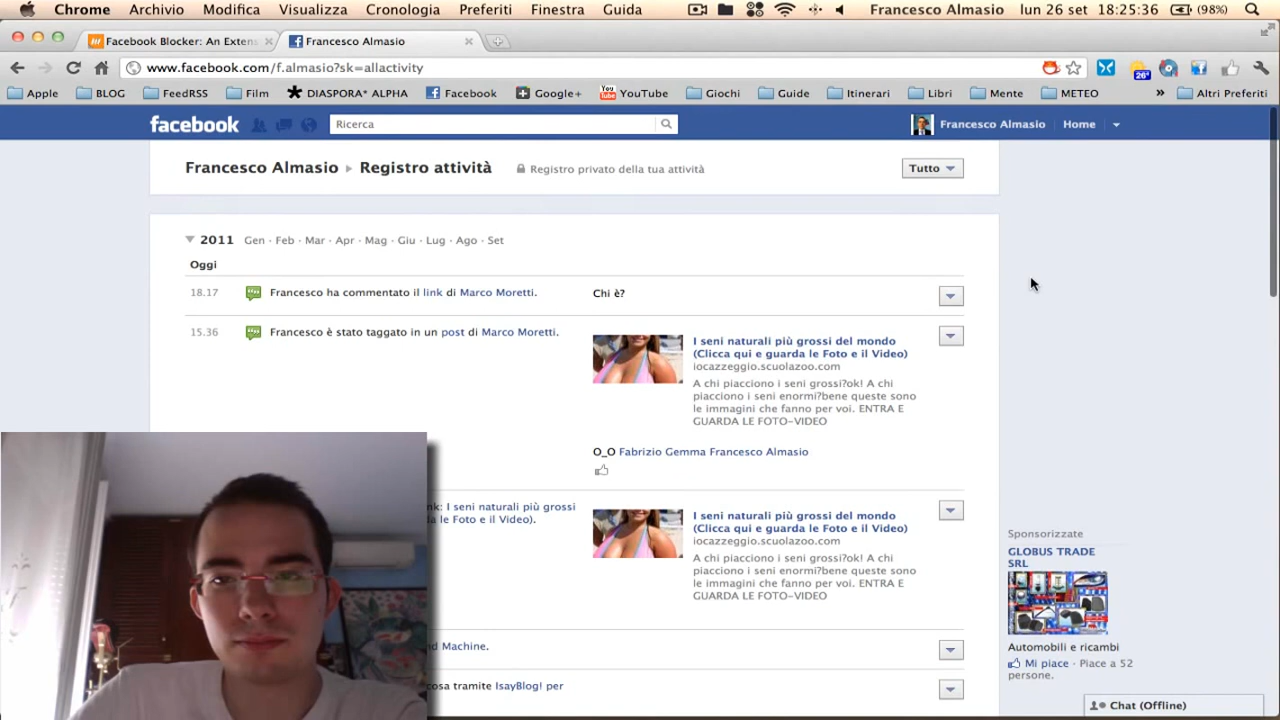 Chrome Archivio Modifica Visualizza Cronologia Preferiti Finestra Guida Francesco Almasio lun 26 set 18:25:36 (98%)
Facebook Blocker: An Extens Francesco Almasio
www.facebook.com/f.almasio?sk=allactivity 26°
Apple BLOG FeedRSS Film DIASPORA* ALPHA Facebook Google+ YouTube Giochi Guide Itinerari Libri Mente METEO » Altri Preferiti
facebook Ricerca Francesco Almasio Home
Francesco Almasio Registro attività Registro privato della tua attività Tutto
2011 Gen · Feb · Mar · Apr · Mag · Giu · Lug · Ago · Set
Oggi
18.17 Francesco ha commentato il link di Marco Moretti. Chi è?
15.36 Francesco è stato taggato in un post di Marco Moretti.
I seni naturali più grossi del mondo
(Clicca qui e guarda le Foto e il Video)
iocazzeggio.scuolazoo.com
A chi piacciono i seni grossi?ok! A chi
piacciono i seni enormi?bene queste sono
le immagini che fanno per voi. ENTRA E
GUARDA LE FOTO-VIDEO
O_O Fabrizio Gemma Francesco Almasio
nk: I seni naturali più grossi
da le Foto e il Video).
I seni naturali più grossi del mondo
(Clicca qui e guarda le Foto e il Video)
iocazzeggio.scuolazoo.com
A chi piacciono i seni grossi?ok! A chi
piacciono i seni enormi?bene queste sono
le immagini che fanno per voi. ENTRA E
GUARDA LE FOTO-VIDEO
nd Machine.
cosa tramite IsayBlog! per
Sponsorizzate
GLOBUS TRADE
SRL
Automobili e ricambi
Mi piace · Piace a 52
persone.
Chat (Offline)